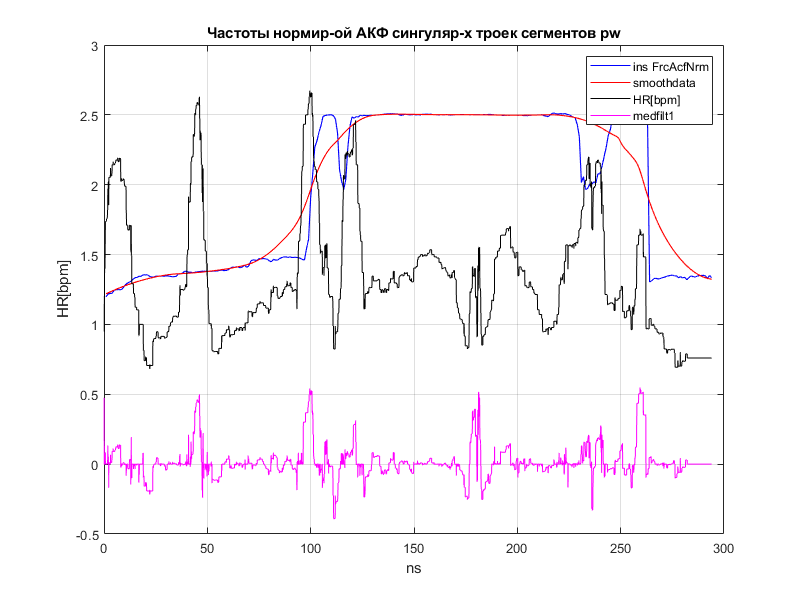 Частоты нормир-ой АКФ сингуляр-х троек сегментов pw
3
2.5
2
1.5
1
0.5
0
-0.5
HR[bpm]
ins FrcAcfNrm
smoothdata
HR[bpm]
medfilt1
0 50 100 150 200 250 300
ns